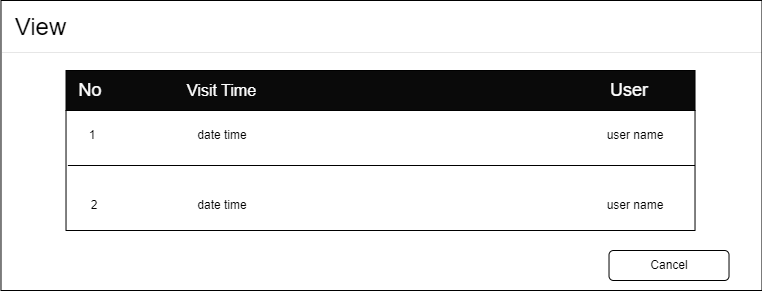 View
No Visit Time User
1 date time user name
2 date time user name
Cancel